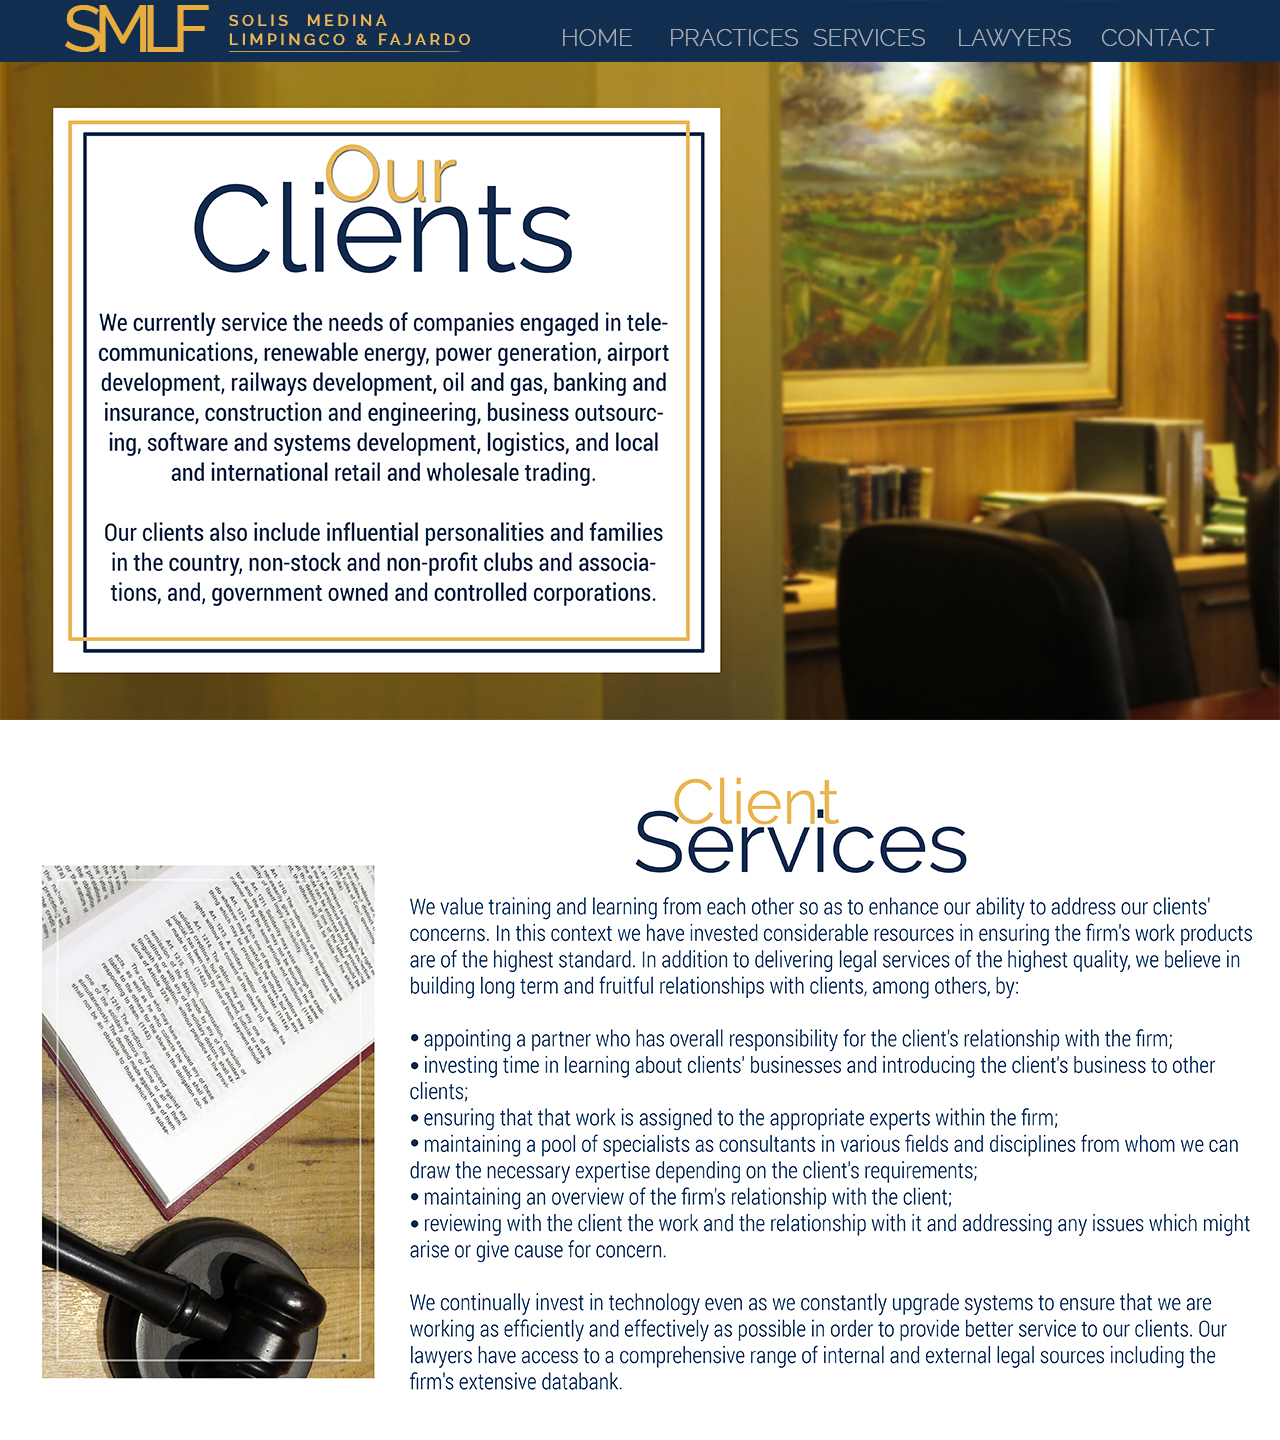 SMLF
SOLIS MEDINA
LIMPINGCO & FAJARDO
HOME PRACTICES SERVICES LAWYERS CONTACT
Our
Clients
We currently service the needs of companies engaged in tele-
communications, renewable energy, power generation, airport
development, railways development, oil and gas, banking and
insurance, construction and engineering, business outsourc-
ing, software and systems development, logistics, and local
and international retail and wholesale trading.
Our clients also include influential personalities and families
in the country, non-stock and non-profit clubs and associa-
tions, and, government owned and controlled corporations.
Client
Services
We value training and learning from each other so as to enhance our ability to address our clients'
concerns. In this context we have invested considerable resources in ensuring the firm's work products
are of the highest standard. In addition to delivering legal services of the highest quality, we believe in
building long term and fruitful relationships with clients, among others, by:
• appointing a partner who has overall responsibility for the client's relationship with the firm;
• investing time in learning about clients' businesses and introducing the client's business to other
clients;
• ensuring that that work is assigned to the appropriate experts within the firm;
• maintaining a pool of specialists as consultants in various fields and disciplines from whom we can
draw the necessary expertise depending on the client's requirements;
• maintaining an overview of the firm's relationship with the client;
• reviewing with the client the work and the relationship with it and addressing any issues which might
arise or give cause for concern.
We continually invest in technology even as we constantly upgrade systems to ensure that we are
working as efficiently and effectively as possible in order to provide better service to our clients. Our
lawyers have access to a comprehensive range of internal and external legal sources including the
firm's extensive databank.